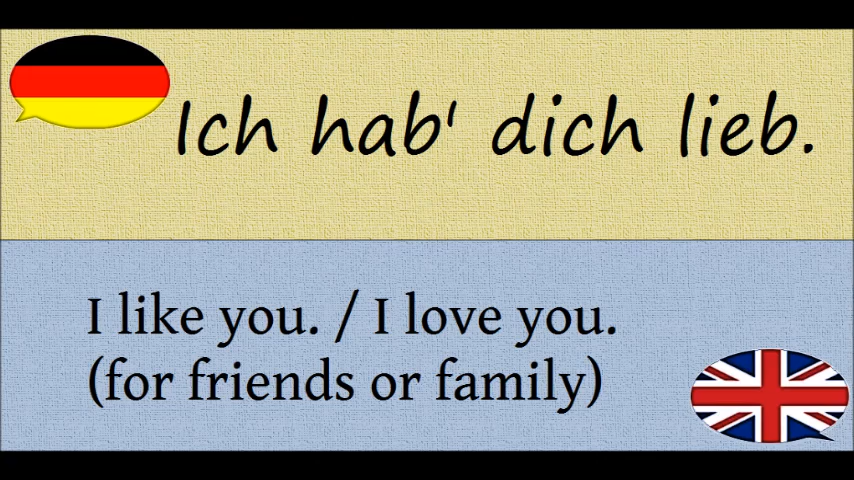 Ich hab' dich lieb.
I like you. / I love you.
(for friends or family)